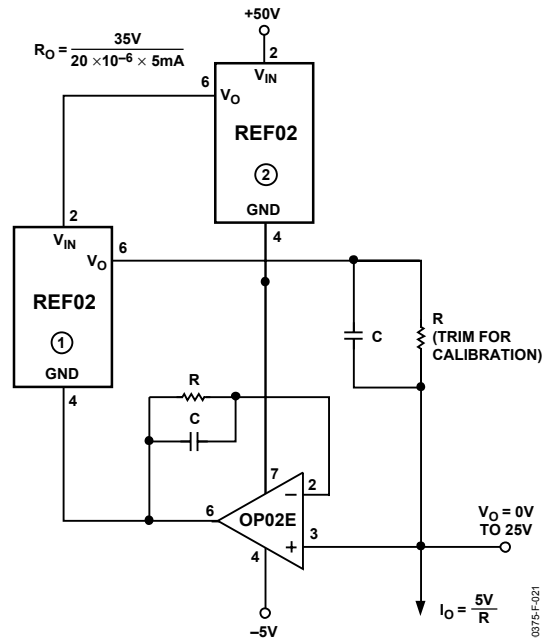 +50V
R_O = 35V
20 ×10⁻⁶ × 5mA
2
V_IN
6
V_O
REF02
2
GND
4
2
V_IN
6
V_O
REF02
1
GND
4
C
R
(TRIM FOR
CALIBRATION)
R
C
7
2
–
6
OP02E
3
+
4
V_O = 0V
TO 25V
–5V
I_O = 5V
R
0375-F-021